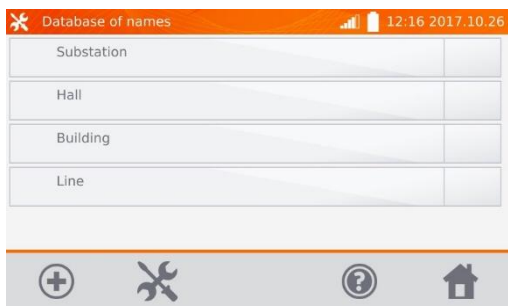 Database of names 12:16 2017.10.26
Substation
Hall
Building
Line